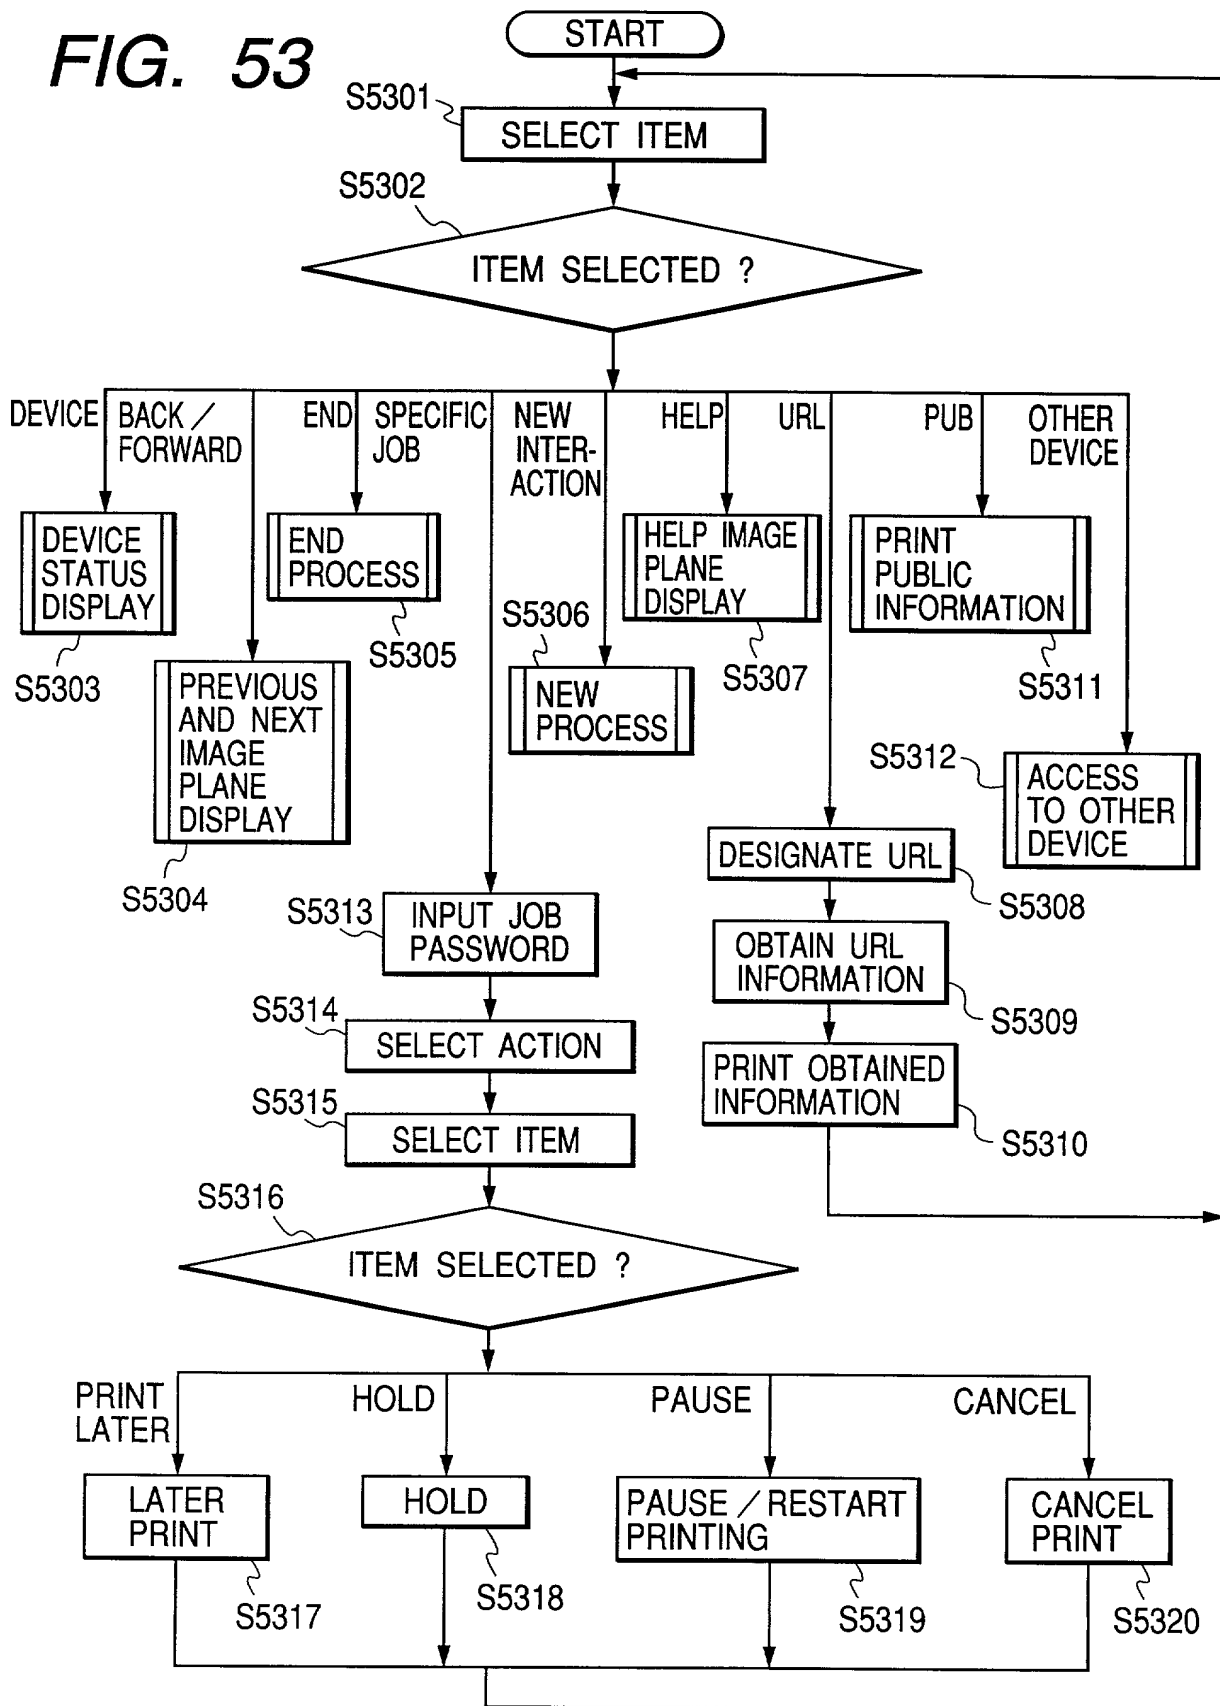 FIG. 53
START
S5301
SELECT ITEM
S5302
ITEM SELECTED ?
DEVICE
BACK /
FORWARD
END
SPECIFIC
JOB
NEW
INTER-
ACTION
HELP
URL
PUB
OTHER
DEVICE
DEVICE
STATUS
DISPLAY
S5303
PREVIOUS
AND NEXT
IMAGE
PLANE
DISPLAY
S5304
END
PROCESS
S5305
S5306
NEW
PROCESS
HELP IMAGE
PLANE
DISPLAY
S5307
PRINT
PUBLIC
INFORMATION
S5311
S5312
ACCESS
TO OTHER
DEVICE
DESIGNATE URL
S5308
OBTAIN URL
INFORMATION
S5309
PRINT OBTAINED
INFORMATION
S5310
S5313
INPUT JOB
PASSWORD
S5314
SELECT ACTION
S5315
SELECT ITEM
S5316
ITEM SELECTED ?
PRINT
LATER
HOLD
PAUSE
CANCEL
LATER
PRINT
S5317
HOLD
S5318
PAUSE / RESTART
PRINTING
S5319
CANCEL
PRINT
S5320